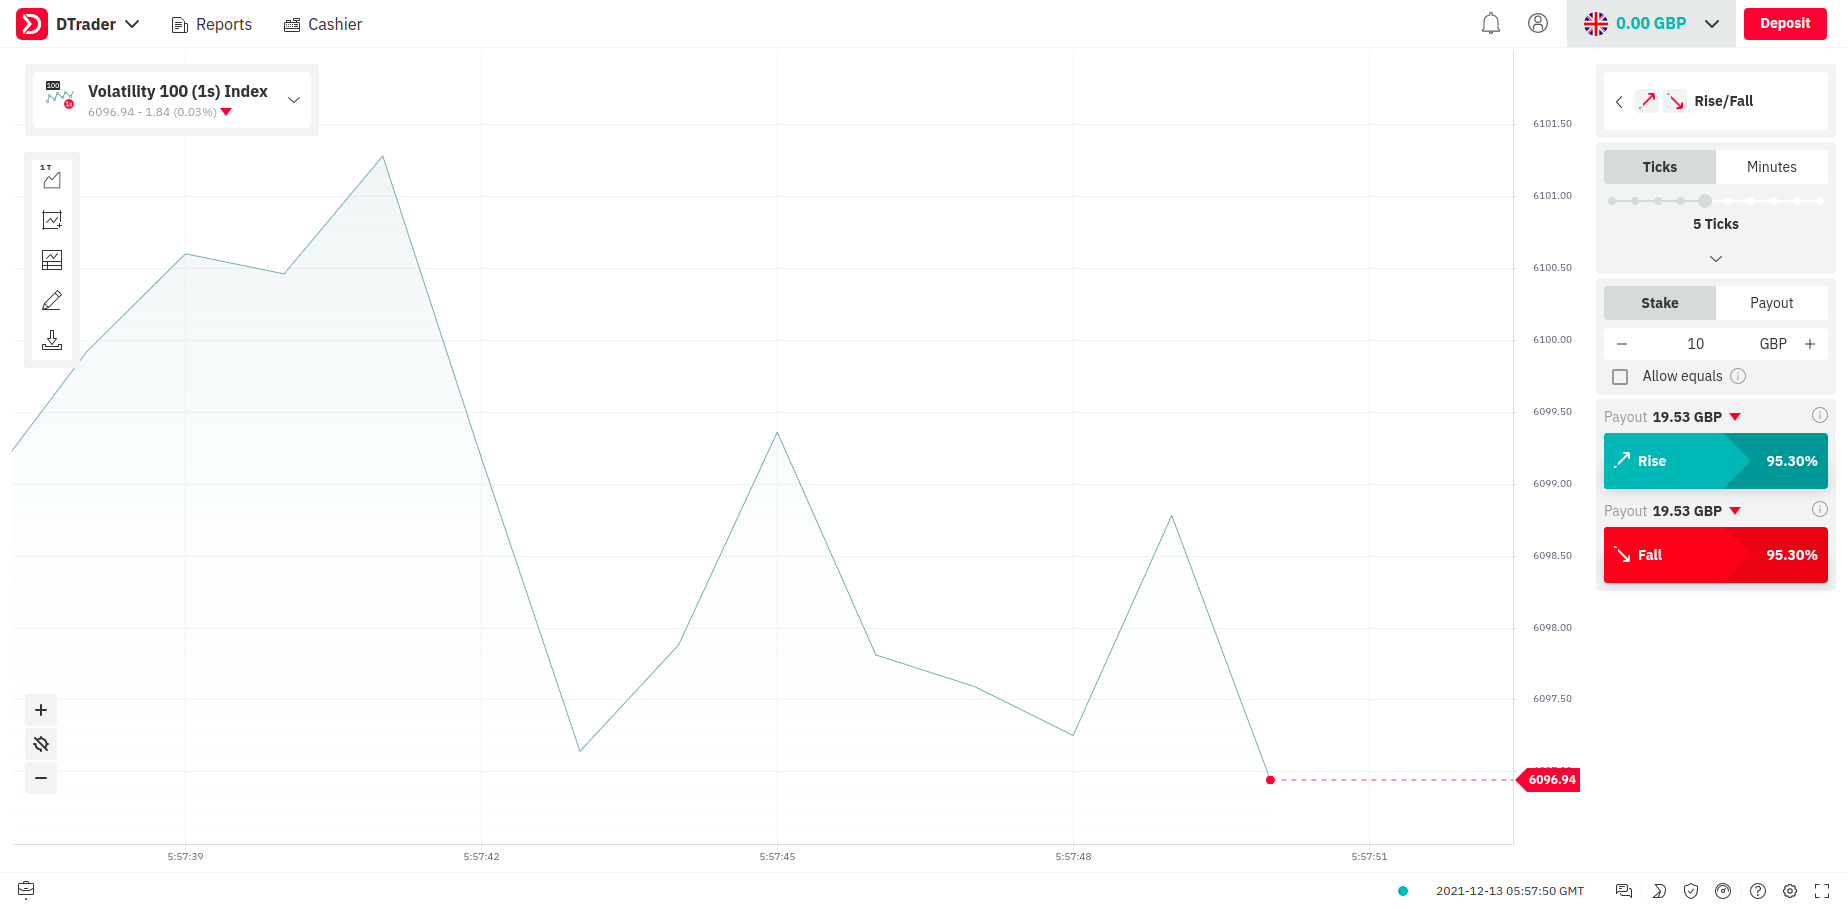 DTrader
Reports
Cashier
0.00 GBP
Deposit
100
1s
Volatility 100 (1s) Index
6096.94 - 1.84 (0.03%)
1T
Rise/Fall
Ticks
Minutes
5 Ticks
Stake
Payout
10
GBP
Allow equals
Payout 19.53 GBP
Rise
95.30%
Payout 19.53 GBP
Fall
95.30%
6101.50
6101.00
6100.50
6100.00
6099.50
6099.00
6098.50
6098.00
6097.50
6096.94
5:57:39
5:57:42
5:57:45
5:57:48
5:57:51
2021-12-13 05:57:50 GMT